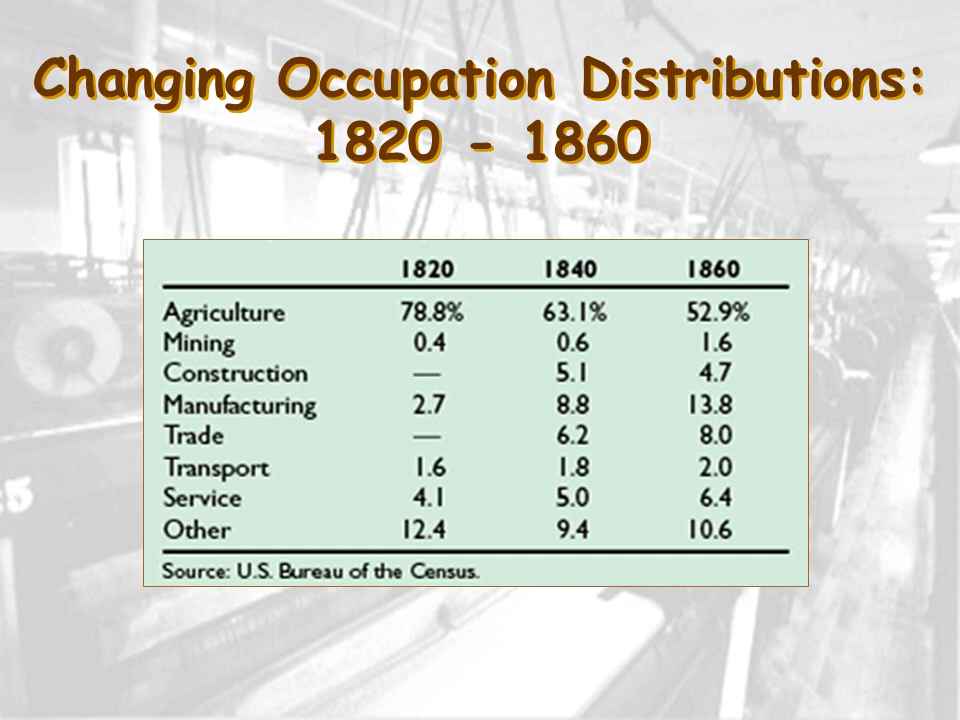 Changing Occupation Distributions:
1820 - 1860
1820 1840 1860
Agriculture 78.8% 63.1% 52.9%
Mining 0.4 0.6 1.6
Construction — 5.1 4.7
Manufacturing 2.7 8.8 13.8
Trade — 6.2 8.0
Transport 1.6 1.8 2.0
Service 4.1 5.0 6.4
Other 12.4 9.4 10.6
Source: U.S. Bureau of the Census.